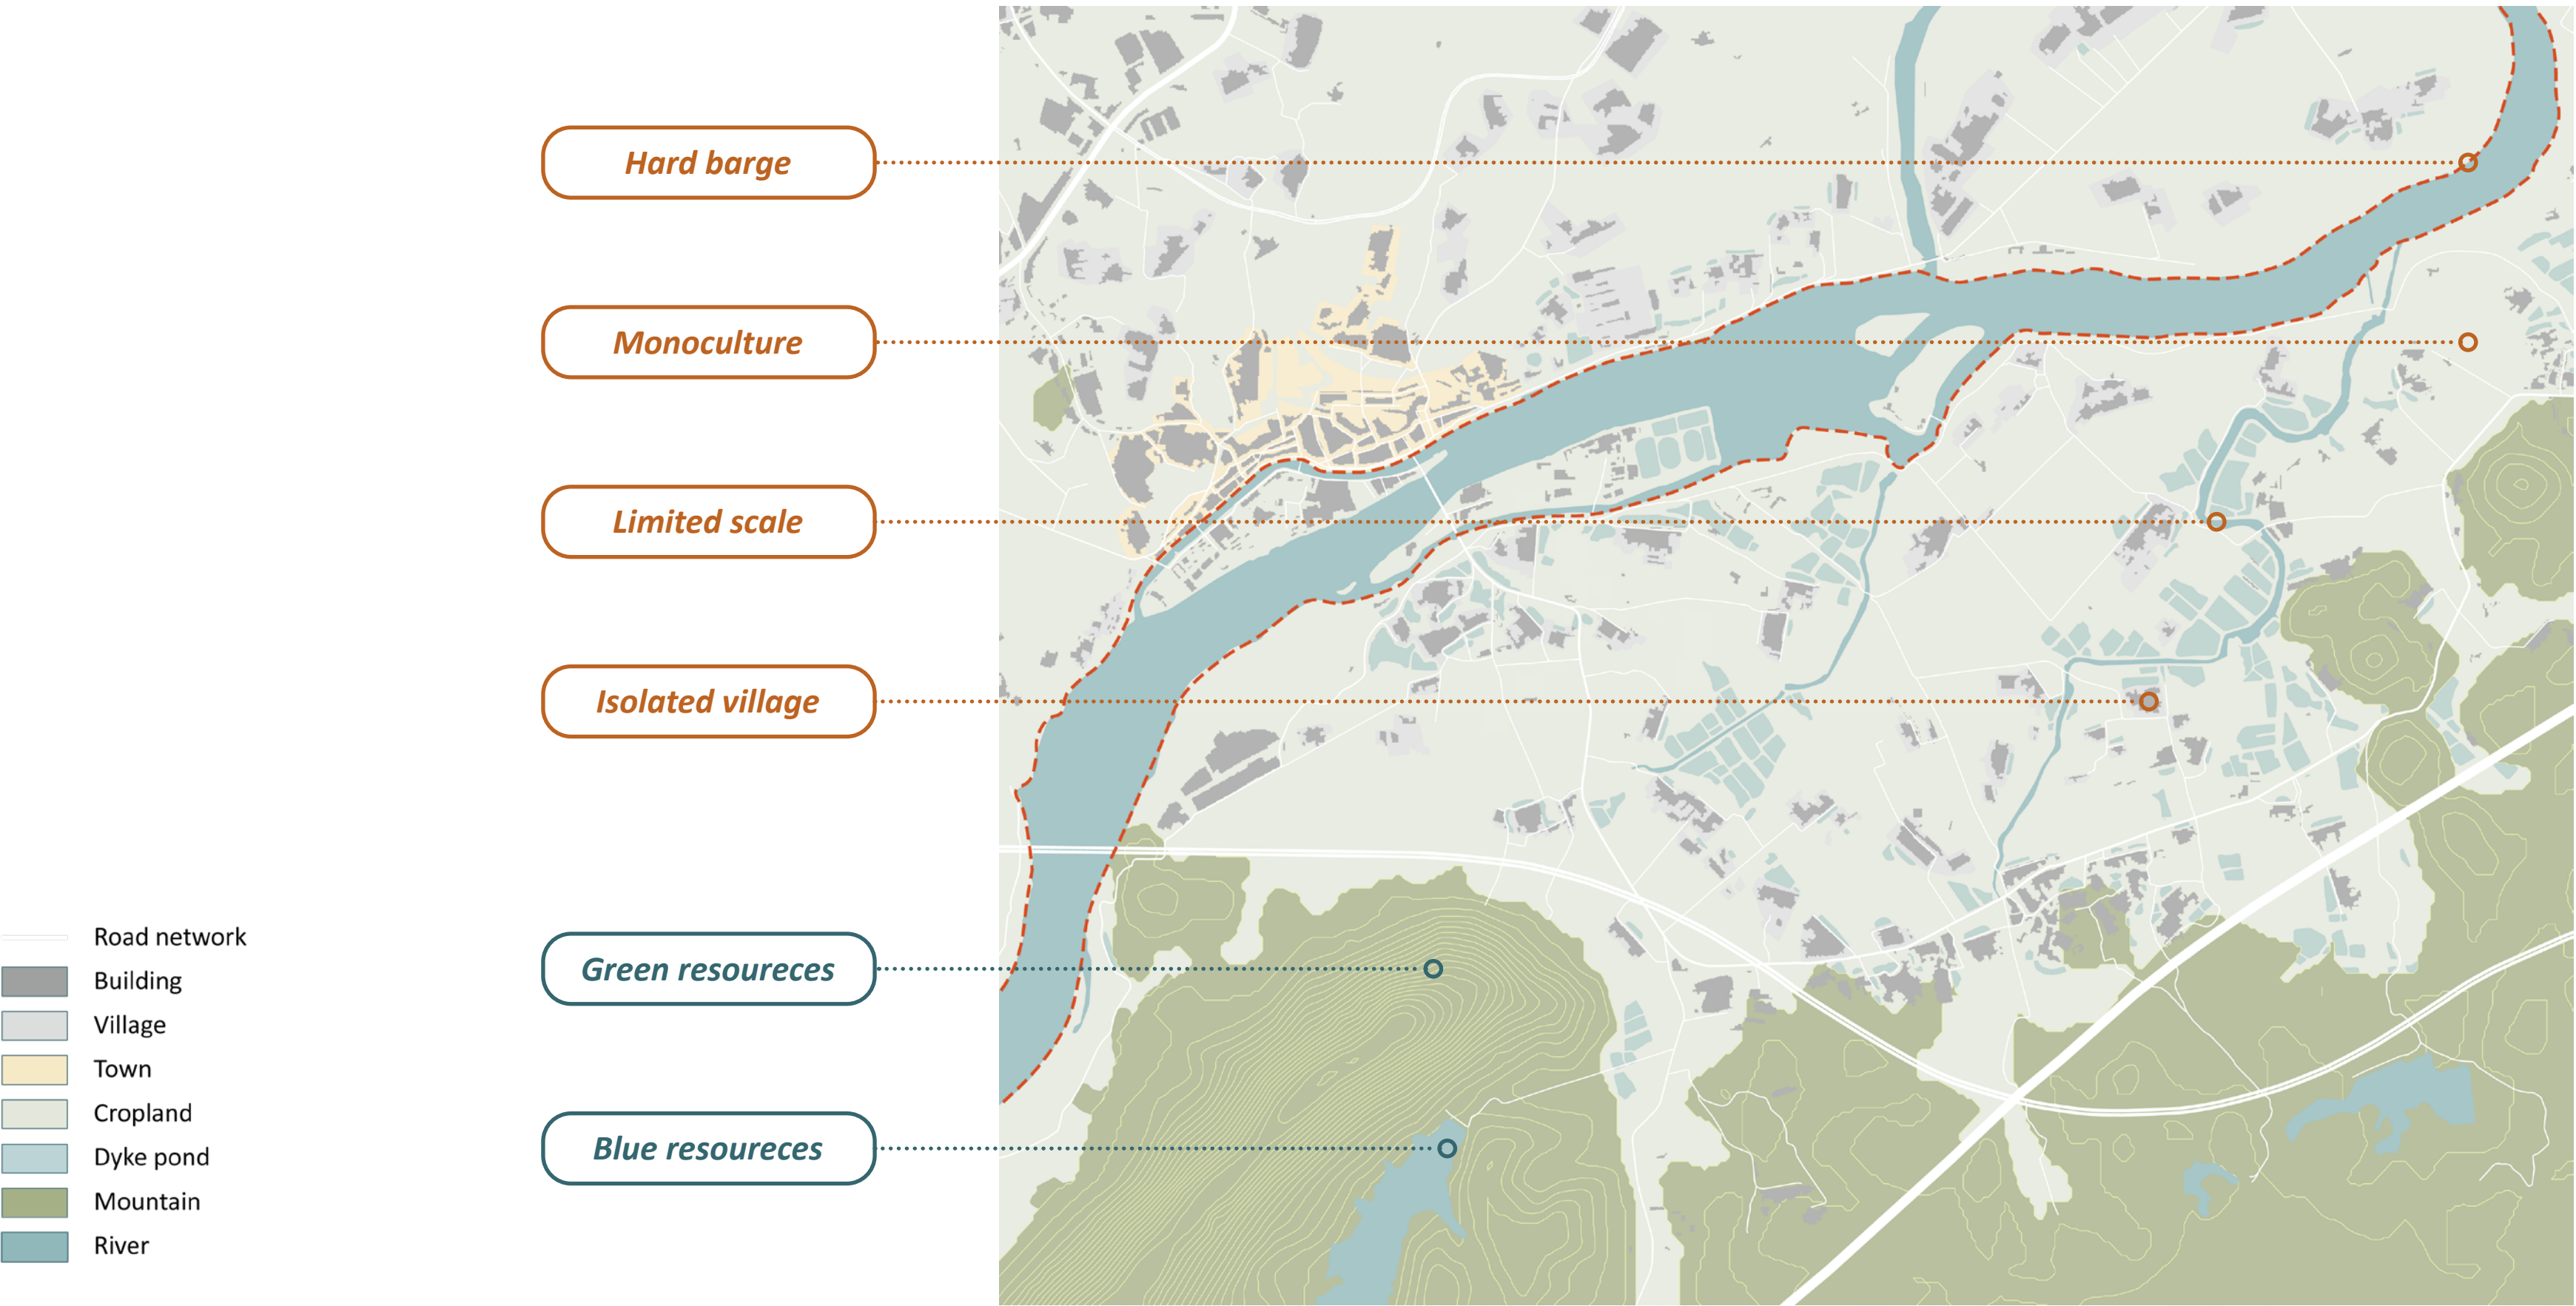 Hard barge
Monoculture
Limited scale
Isolated village
Green resoureces
Blue resoureces
Road network
Building
Village
Town
Cropland
Dyke pond
Mountain
River